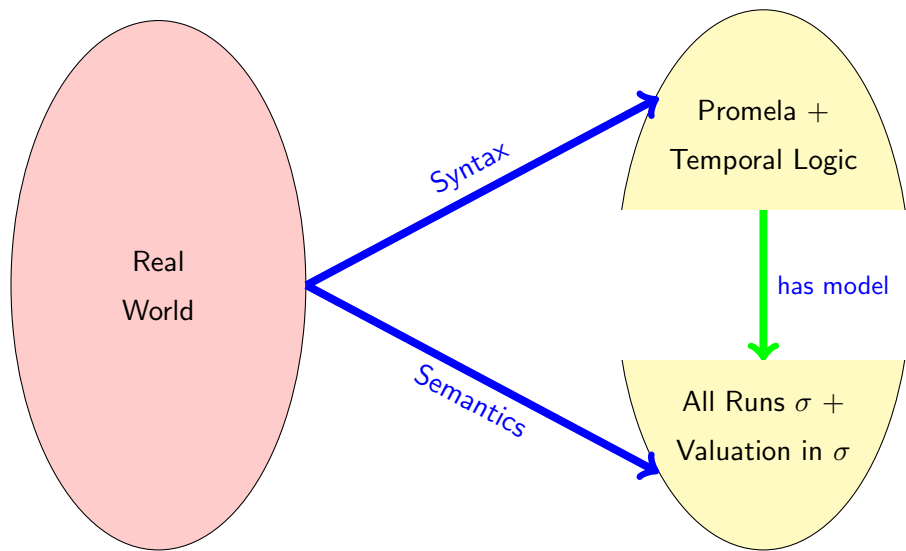 Real
World
Syntax
Semantics
Promela +
Temporal Logic
has model
All Runs σ +
Valuation in σ